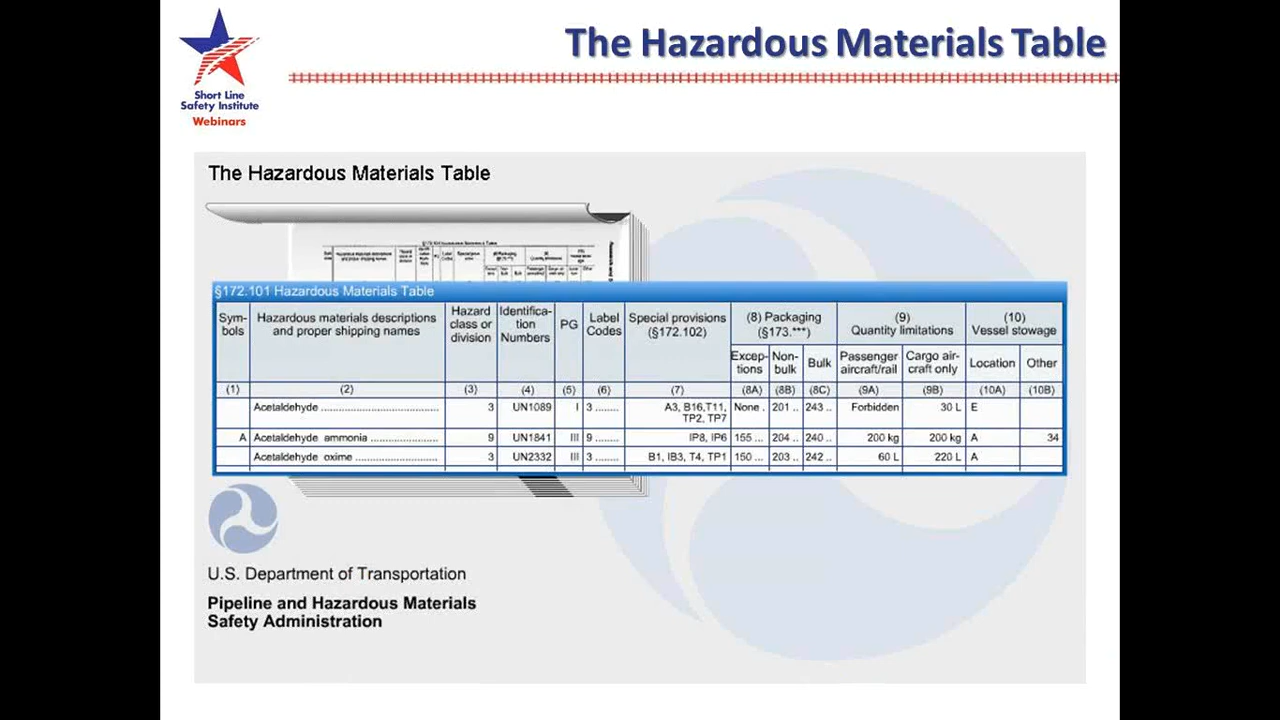 The Hazardous Materials Table
Short Line
Safety Institute
Webinars
The Hazardous Materials Table
§172.101 Hazardous Materials Table
§172.101 Hazardous Materials Table
Sym-
bols
Hazardous materials descriptions
and proper shipping names
Hazard
class or
division
Identifica-
tion
Numbers
PG
Label
Codes
Special provisions
(§172.102)
(8) Packaging
(§173.***)
(9)
Quantity limitations
(10)
Vessel stowage
Excep-
tions
Non-
bulk
Bulk
Passenger
aircraft/rail
Cargo air-
craft only
Location
Other
(1) (2) (3) (4) (5) (6) (7) (8A) (8B) (8C) (9A) (9B) (10A) (10B)
Acetaldehyde ........................................ 3 UN1089 I 3 ........ A3, B16,T11, None . 201 .. 243 .. Forbidden 30 L E
TP2, TP7
A Acetaldehyde ammonia ....................... 9 UN1841 III 9 ........ IP8, IP6 155 ... 204 .. 240 .. 200 kg 200 kg A 34
Acetaldehyde oxime ............................ 3 UN2332 III 3 ........ B1, IB3, T4, TP1 150 ... 203 .. 242 .. 60 L 220 L A
U.S. Department of Transportation
Pipeline and Hazardous Materials
Safety Administration